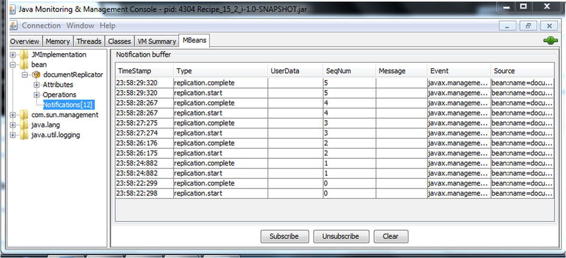 Java Monitoring & Management Console - pid: 4304 Recipe_15_2_i-1.0-SNAPSHOT.jar
Connection Window Help
Overview Memory Threads Classes VM Summary MBeans
JMImplementation
bean
documentReplicator
Attributes
Operations
Notifications[12]
com.sun.management
java.lang
java.util.logging
Notification buffer
TimeStamp Type UserData SeqNum Message Event Source
23:58:29:320 replication.complete 5 javax.manageme... bean:name=docu...
23:58:29:320 replication.start 5 javax.manageme... bean:name=docu...
23:58:28:267 replication.complete 4 javax.manageme... bean:name=docu...
23:58:28:267 replication.start 4 javax.manageme... bean:name=docu...
23:58:27:275 replication.complete 3 javax.manageme... bean:name=docu...
23:58:27:274 replication.start 3 javax.manageme... bean:name=docu...
23:58:26:176 replication.complete 2 javax.manageme... bean:name=docu...
23:58:26:175 replication.start 2 javax.manageme... bean:name=docu...
23:58:24:882 replication.complete 1 javax.manageme... bean:name=docu...
23:58:24:882 replication.start 1 javax.manageme... bean:name=docu...
23:58:22:299 replication.complete 0 javax.manageme... bean:name=docu...
23:58:22:298 replication.start 0 javax.manageme... bean:name=docu...
Subscribe Unsubscribe Clear